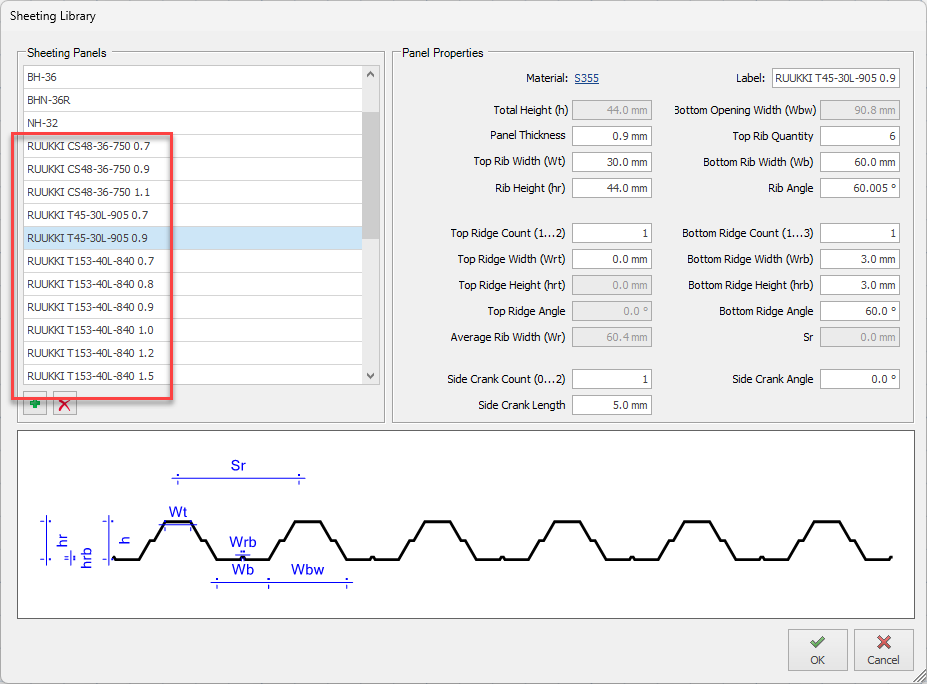 Sheeting Library
Sheeting Panels
BH-36
BHN-36R
NH-32
RUUKKI CS48-36-750 0.7
RUUKKI CS48-36-750 0.9
RUUKKI CS48-36-750 1.1
RUUKKI T45-30L-905 0.7
RUUKKI T45-30L-905 0.9
RUUKKI T153-40L-840 0.7
RUUKKI T153-40L-840 0.8
RUUKKI T153-40L-840 0.9
RUUKKI T153-40L-840 1.0
RUUKKI T153-40L-840 1.2
RUUKKI T153-40L-840 1.5
Panel Properties
Material: S355 Label: RUUKKI T45-30L-905 0.9
Total Height (h) 44.0 mm Bottom Opening Width (Wbw) 90.8 mm
Panel Thickness 0.9 mm Top Rib Quantity 6
Top Rib Width (Wt) 30.0 mm Bottom Rib Width (Wb) 60.0 mm
Rib Height (hr) 44.0 mm Rib Angle 60.005 °
Top Ridge Count (1...2) 1 Bottom Ridge Count (1...3) 1
Top Ridge Width (Wrt) 0.0 mm Bottom Ridge Width (Wrb) 3.0 mm
Top Ridge Height (hrt) 0.0 mm Bottom Ridge Height (hrb) 3.0 mm
Top Ridge Angle 0.0 ° Bottom Ridge Angle 60.0 °
Average Rib Width (Wr) 60.4 mm Sr 0.0 mm
Side Crank Count (0...2) 1 Side Crank Angle 0.0 °
Side Crank Length 5.0 mm
Sr
Wt
hr hrb h Wrb
Wb Wbw
OK Cancel